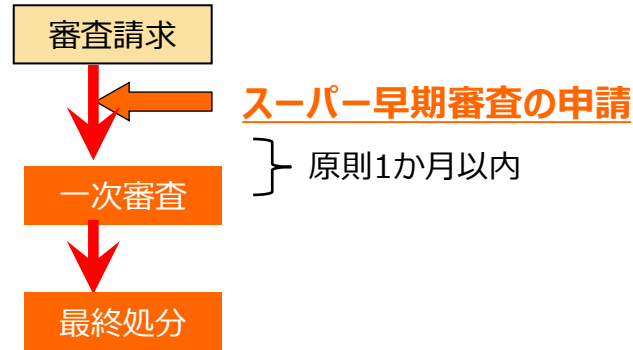 審査請求
スーパー早期審査の申請
原則1か月以内
一次審査
最終処分